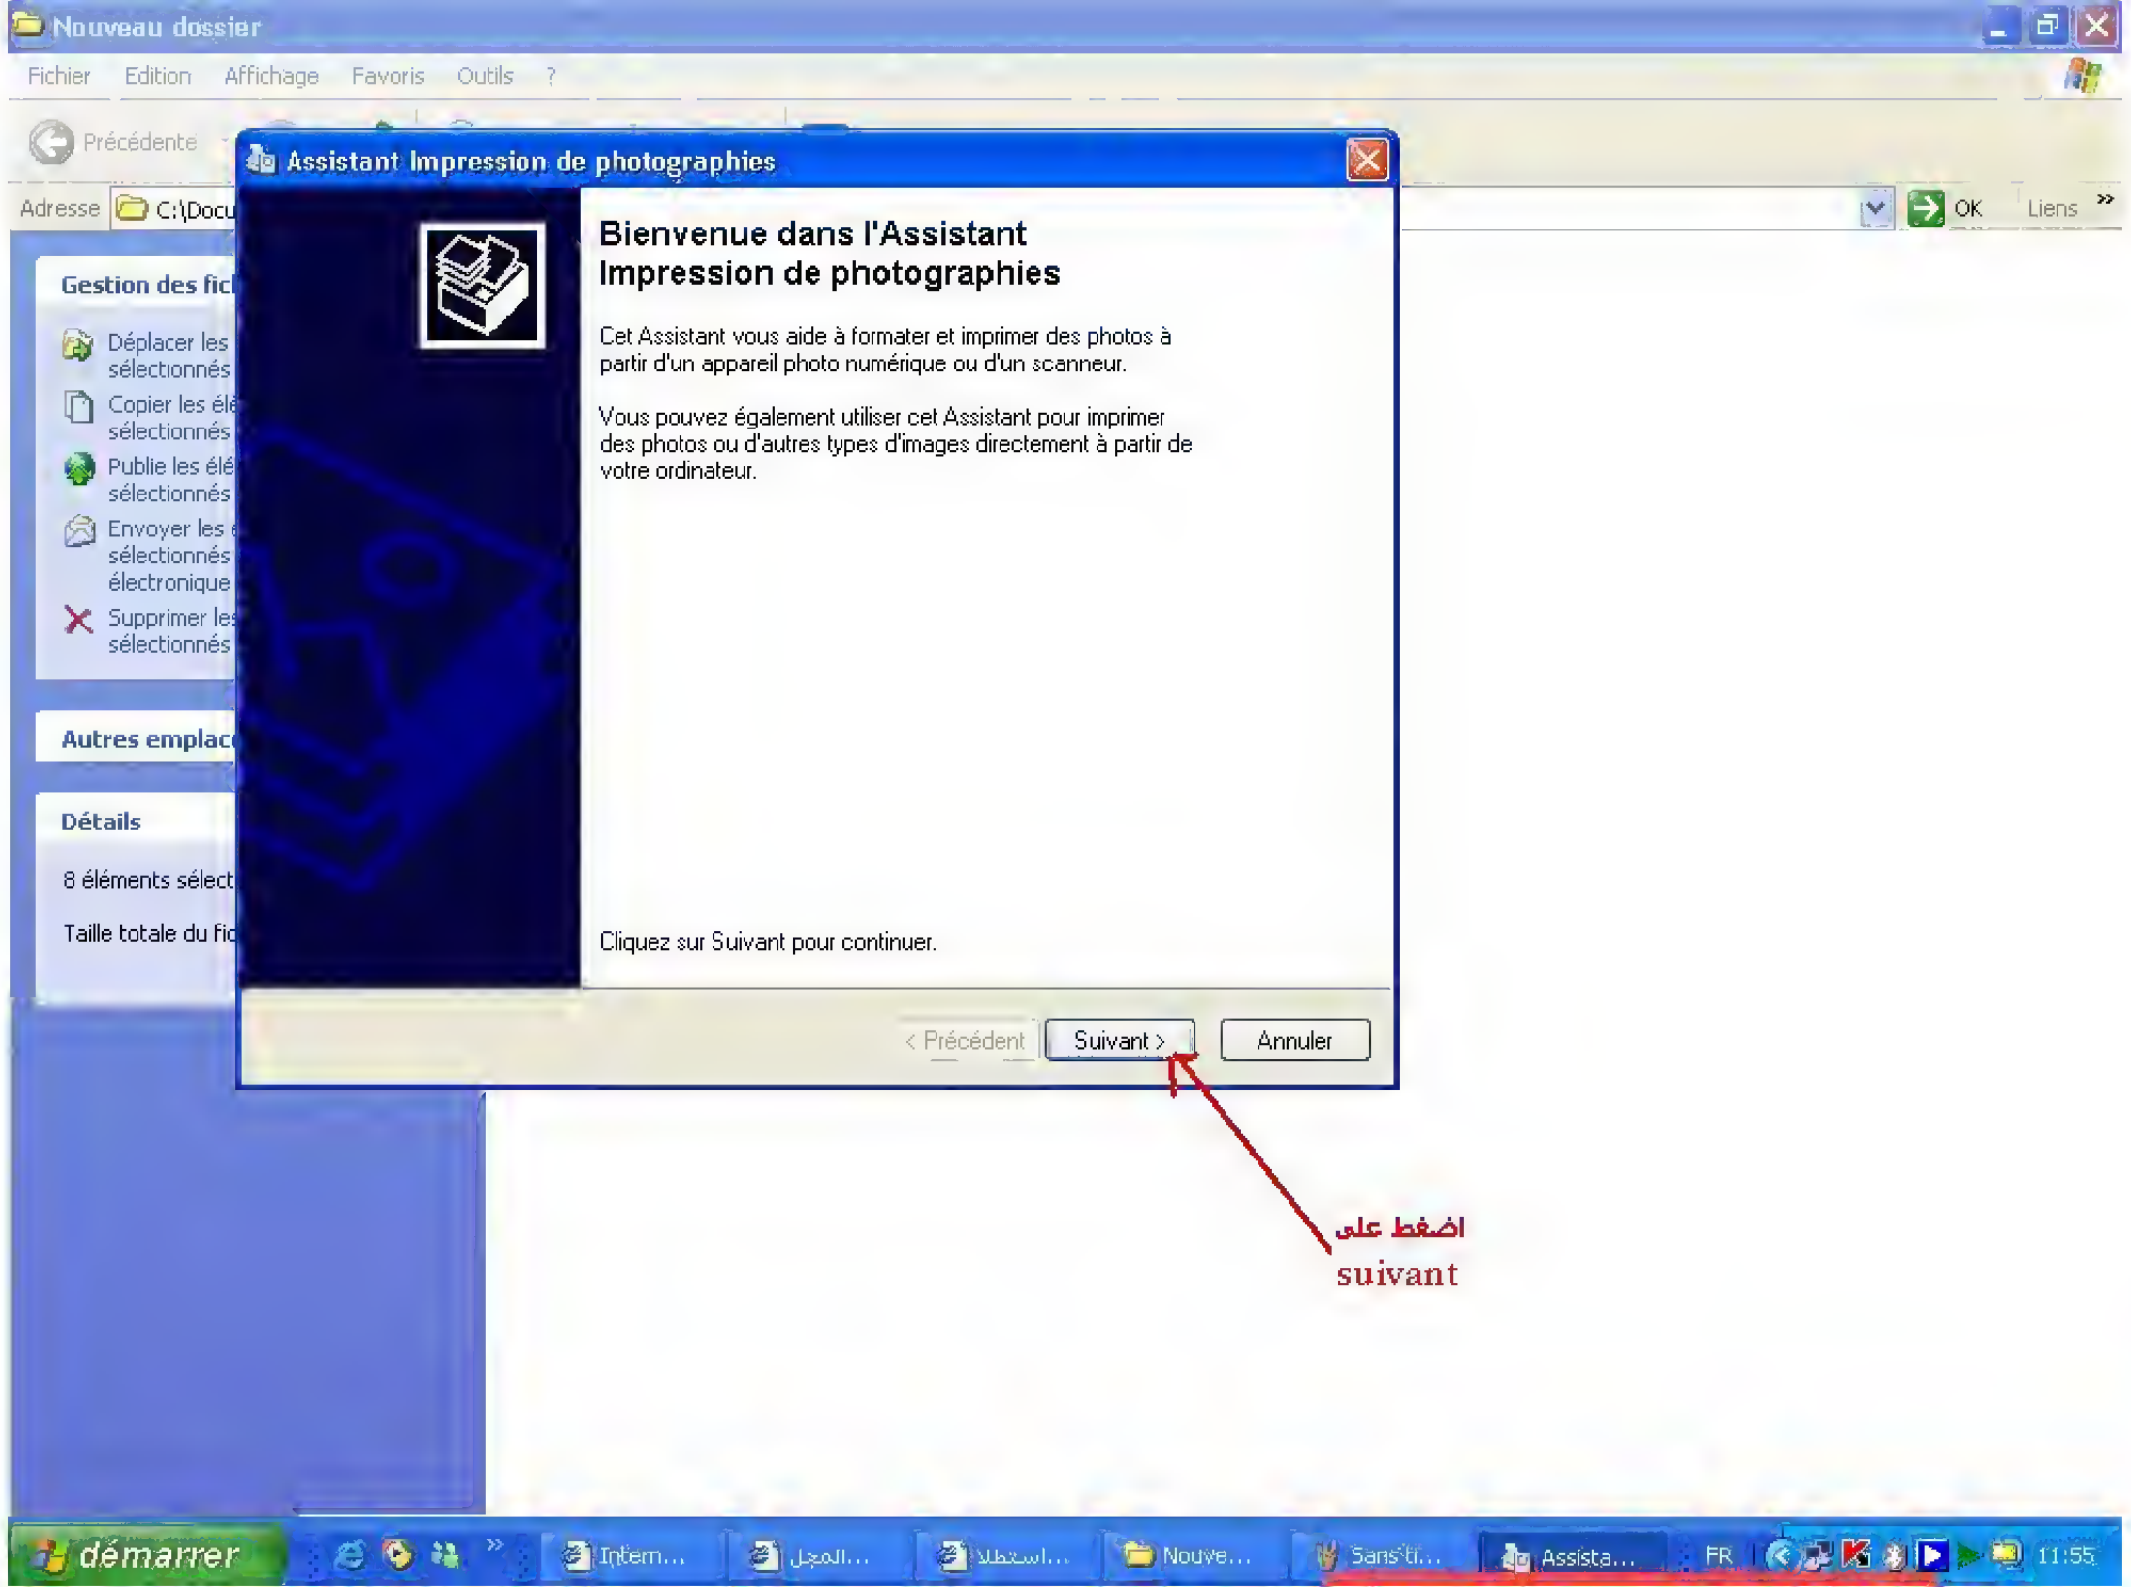 Nouveau dossier
Fichier Edition Affichage Favoris Outils ?
Précédente
Assistant Impression de photographies
Adresse C:\Docu
OK Liens »
Gestion des fich
Déplacer les
sélectionnés
Copier les élé
sélectionnés
Publie les élé
sélectionnés
Envoyer les é
sélectionnés
électronique
Supprimer les
sélectionnés
Autres emplace
Détails
8 éléments sélect
Taille totale du fic
Bienvenue dans l'Assistant
Impression de photographies
Cet Assistant vous aide à formater et imprimer des photos à
partir d'un appareil photo numérique ou d'un scanneur.
Vous pouvez également utiliser cet Assistant pour imprimer
des photos ou d'autres types d'images directement à partir de
votre ordinateur.
Cliquez sur Suivant pour continuer.
< Précédent Suivant > Annuler
اضغط على
suivant
démarrer » Intern... Nouve... Sans ti... Assista... FR 11:55